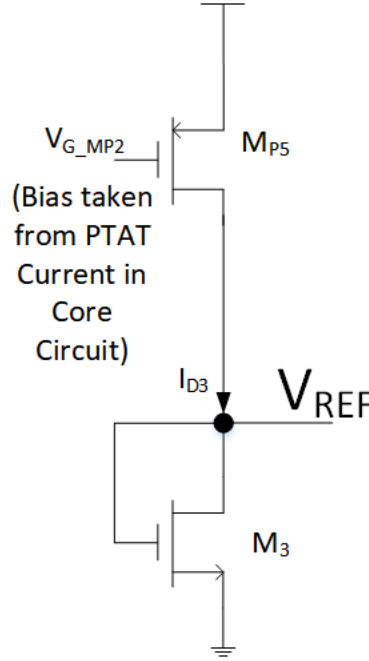 V_G_MP2
M_P5
(Bias taken
from PTAT
Current in
Core
Circuit)
I_D3
V_REF
M_3